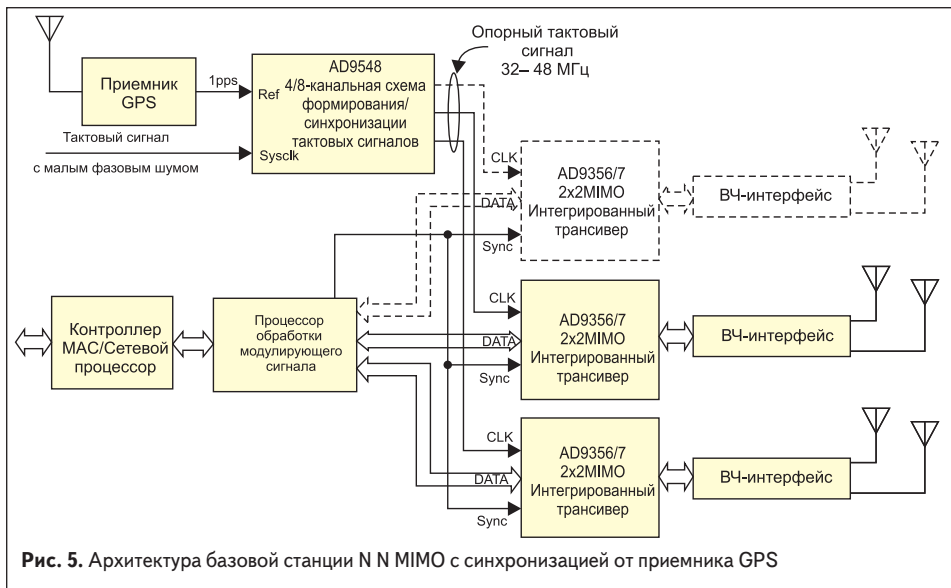 Опорный тактовый
сигнал
32– 48 МГц
Приемник
GPS
1pps
AD9548
4/8-канальная схема
формирования/
синхронизации
тактовых сигналов
Ref
Sysclk
Тактовый сигнал
с малым фазовым шумом
CLK
DATA
Sync
AD9356/7
2x2MIMO
Интегрированный
трансивер
ВЧ-интерфейс
Контроллер
MAC/Сетевой
процессор
Процессор
обработки
модулирующего
сигнала
CLK
DATA
Sync
AD9356/7
2x2MIMO
Интегрированный
трансивер
ВЧ-интерфейс
CLK
DATA
Sync
AD9356/7
2x2MIMO
Интегрированный
трансивер
ВЧ-интерфейс
Рис. 5. Архитектура базовой станции N N MIMO с синхронизацией от приемника GPS